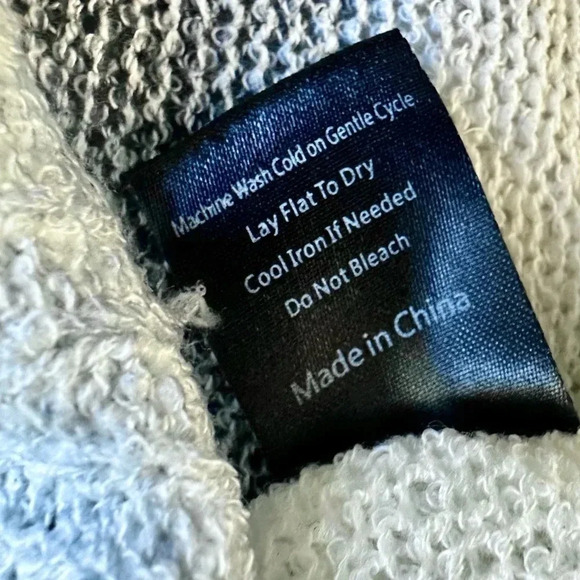 Machine Wash Cold on Gentle Cycle
Lay Flat To Dry
Cool Iron If Needed
Do Not Bleach
Made in China